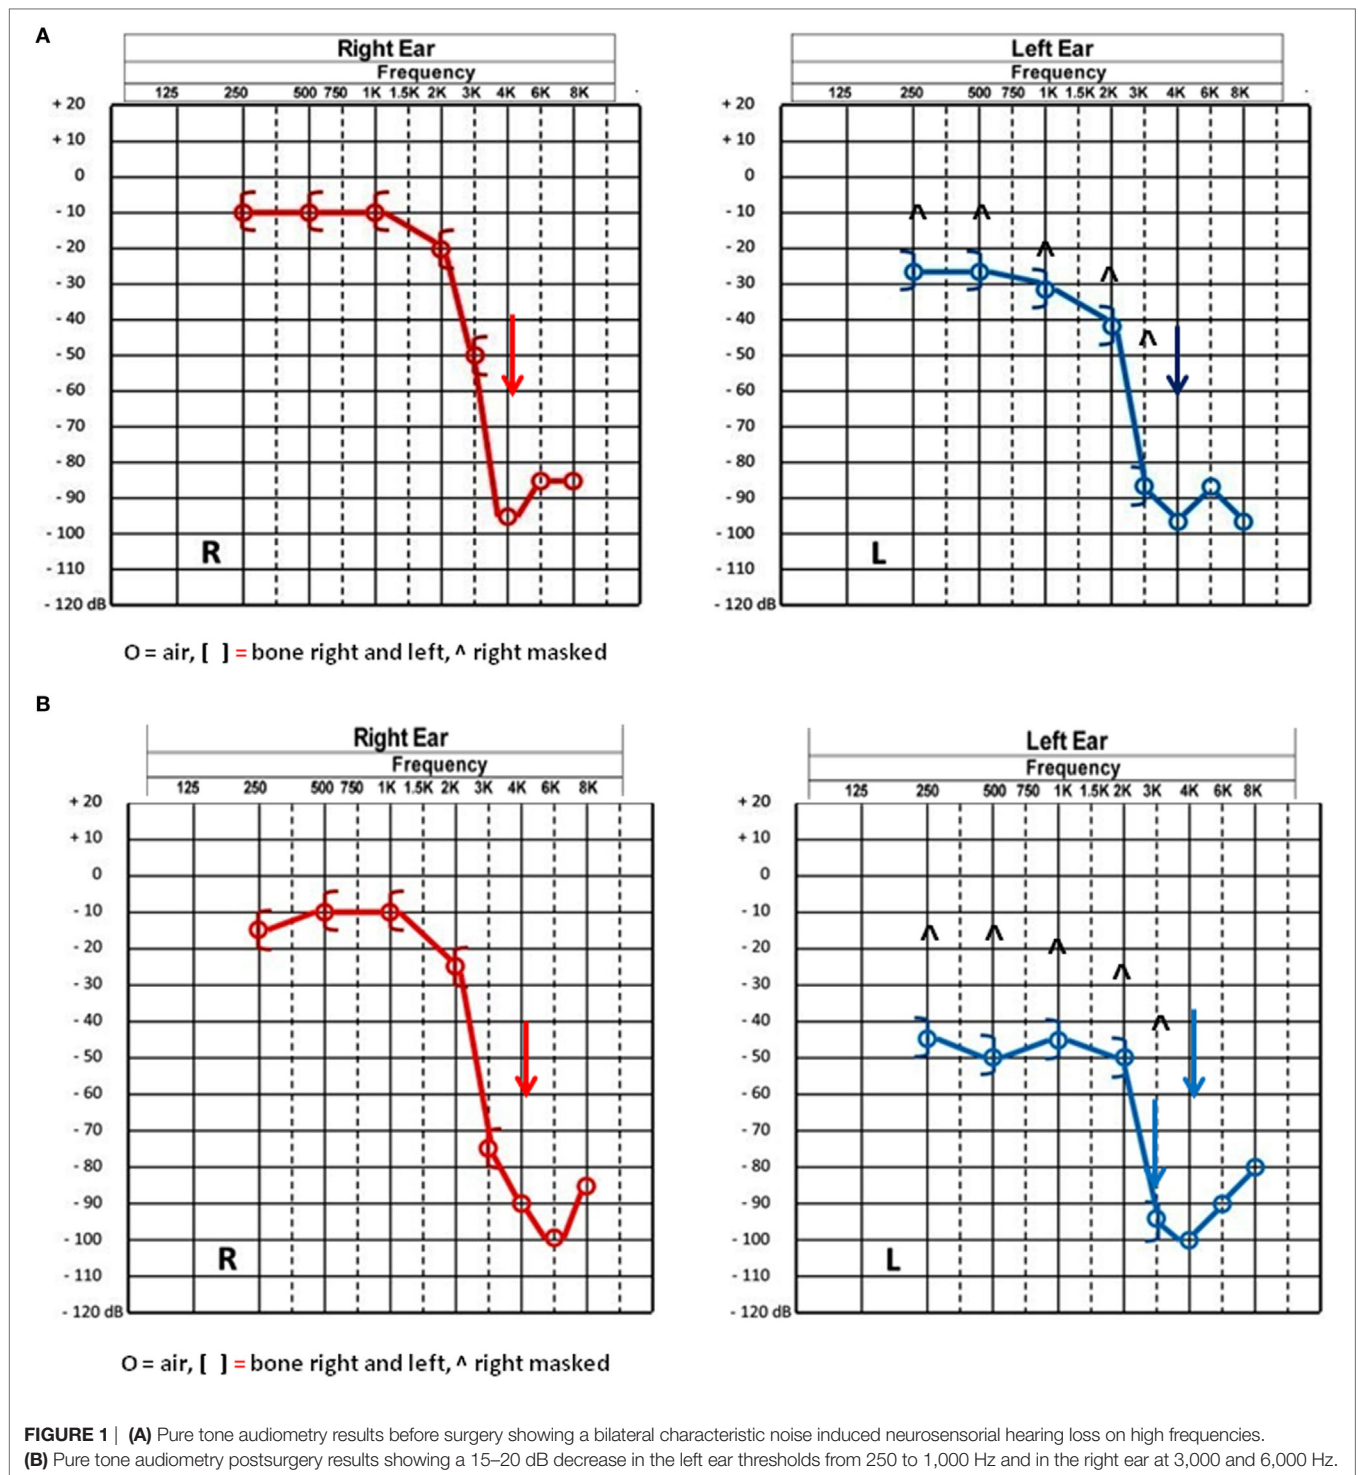 A
Right Ear
Frequency
125 250 500 750 1K 1.5K 2K 3K 4K 6K 8K
+ 20
+ 10
0
- 10
- 20
- 30
- 40
- 50
- 60
- 70
- 80
- 90
- 100
- 110
- 120 dB
R
Left Ear
Frequency
125 250 500 750 1K 1.5K 2K 3K 4K 6K 8K
+ 20
+ 10
0
- 10
- 20
- 30
- 40
- 50
- 60
- 70
- 80
- 90
- 100
- 110
- 120 dB
^ ^ ^ ^ ^
L
O = air, [ ] = bone right and left, ^ right masked
B
Right Ear
Frequency
125 250 500 750 1K 1.5K 2K 3K 4K 6K 8K
+ 20
+ 10
0
- 10
- 20
- 30
- 40
- 50
- 60
- 70
- 80
- 90
- 100
- 110
- 120 dB
R
Left Ear
Frequency
125 250 500 750 1K 1.5K 2K 3K 4K 6K 8K
+ 20
+ 10
0
- 10
- 20
- 30
- 40
- 50
- 60
- 70
- 80
- 90
- 100
- 110
- 120 dB
^ ^ ^ ^ ^
L
O = air, [ ] = bone right and left, ^ right masked
FIGURE 1 | (A) Pure tone audiometry results before surgery showing a bilateral characteristic noise induced neurosensorial hearing loss on high frequencies.
(B) Pure tone audiometry postsurgery results showing a 15–20 dB decrease in the left ear thresholds from 250 to 1,000 Hz and in the right ear at 3,000 and 6,000 Hz.